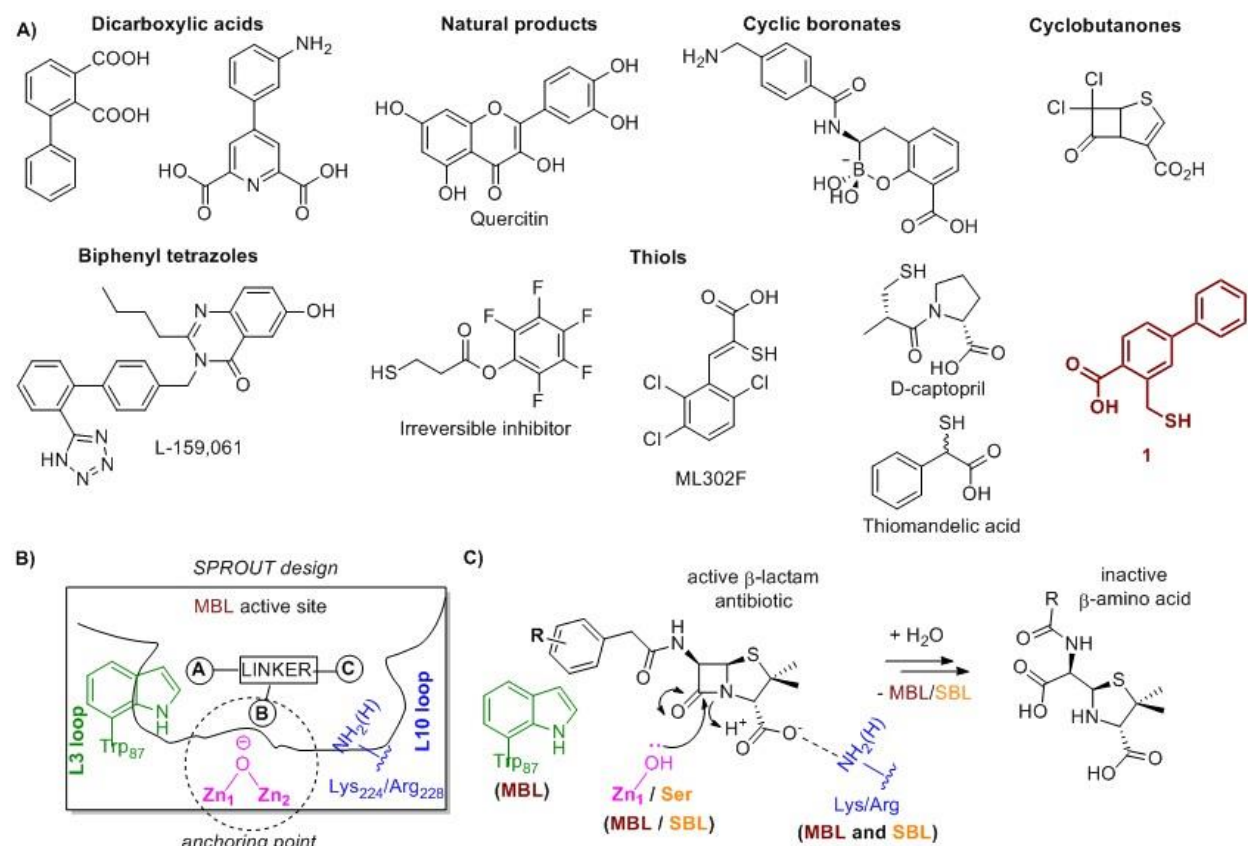 A)
Dicarboxylic acids
Natural products
Cyclic boronates
Cyclobutanones
COOH
COOH
NH2
HO
O
N
OH
O
HO
O
OH
OH
OH
OH
O
Quercitin
H2N
O
HN
B
−
HO
HO
O
O
OH
Cl
Cl
S
O
CO2H
Biphenyl tetrazoles
Thiols
N
N
O
OH
HN
N
N
N
L-159,061
HS
O
O
F
F
F
F
F
Irreversible inhibitor
O
OH
SH
Cl
Cl
Cl
ML302F
SH
O
N
HO
O
D-captopril
SH
O
OH
Thiomandelic acid
O
OH
SH
1
B)
SPROUT design
MBL active site
A
LINKER
C
B
L3 loop
N
H
Trp87
⊖
O
Zn1
Zn2
NH2(H)
L10 loop
Lys224/Arg228
anchoring point
C)
active β-lactam
antibiotic
R
O
H
N
S
N
O
H+
O
O-
N
H
Trp87
(MBL)
OH
Zn1 / Ser
(MBL / SBL)
NH2(H)
Lys/Arg
(MBL and SBL)
+ H2O
- MBL/SBL
inactive
β-amino acid
R
O
NH
O
HO
S
HN
O
HO